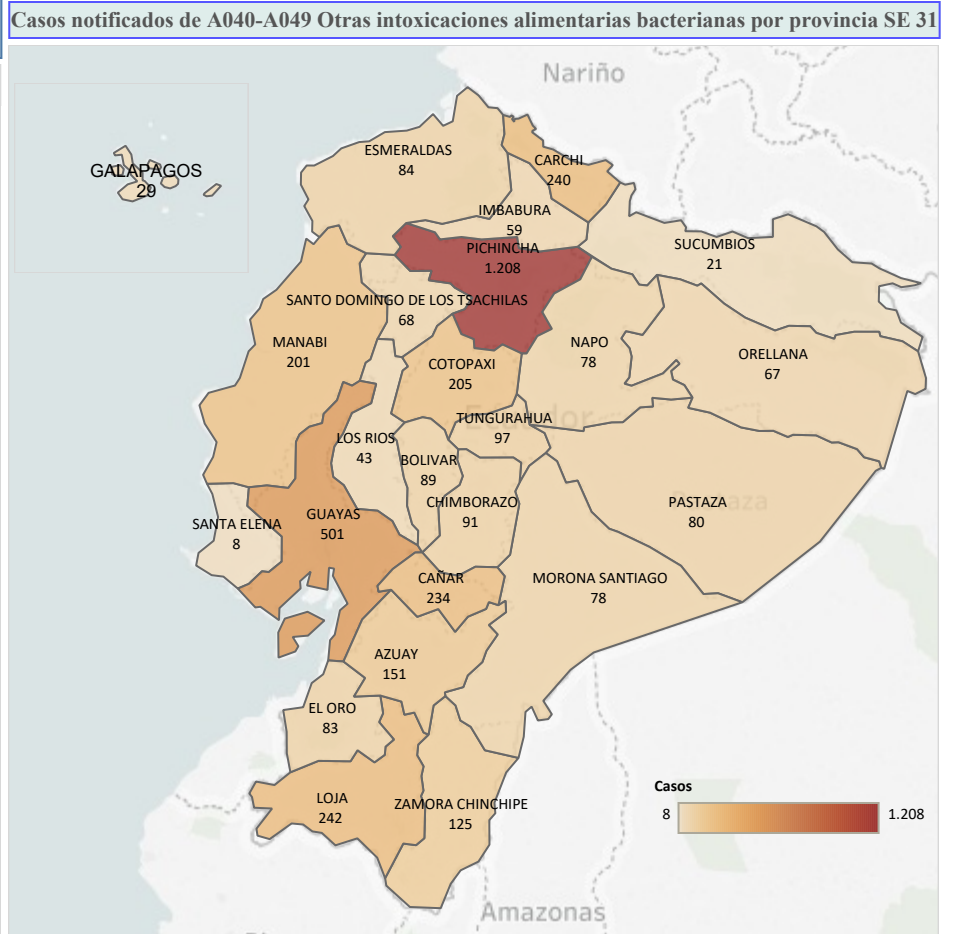 Casos notificados de A040-A049 Otras intoxicaciones alimentarias bacterianas por provincia SE 31
Nariño
GALAPAGOS
29
ESMERALDAS
84
CARCHI
240
IMBABURA
59
PICHINCHA
1.208
SUCUMBIOS
21
SANTO DOMINGO DE LOS TSACHILAS
68
MANABI
201
COTOPAXI
205
NAPO
78
ORELLANA
67
Ecuador
TUNGURAHUA
97
LOS RIOS
43
BOLIVAR
89
CHIMBORAZO
91
Pastaza
PASTAZA
80
SANTA ELENA
8
GUAYAS
501
CAÑAR
234
MORONA SANTIAGO
78
AZUAY
151
EL ORO
83
LOJA
242
ZAMORA CHINCHIPE
125
Casos
8
1.208
Amazonas